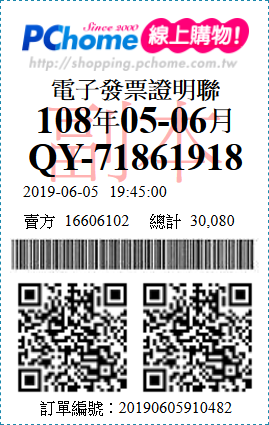 Since 2000
PChome 線上購物!
http://shopping.pchome.com.tw
電子發票證明聯
副本
108年05-06月
QY-71861918
2019-06-05 19:45:00
賣方 16606102 總計 30,080
訂單編號：20190605910482